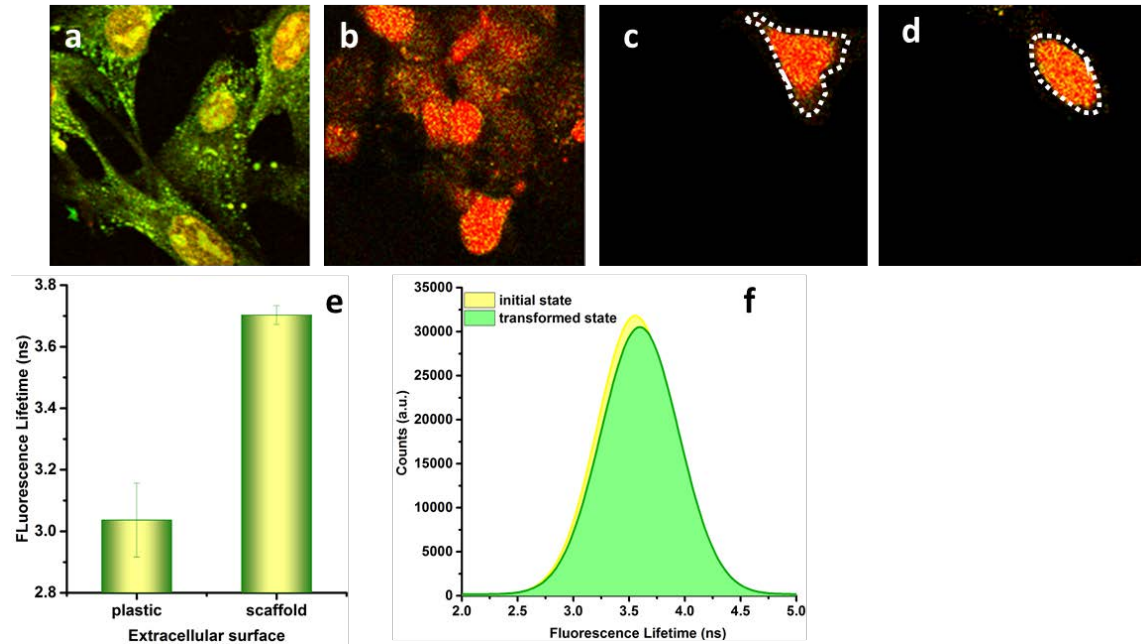 a
b
c
d
e
3.8
3.6
3.4
3.2
3.0
2.8
FLuorescence Lifetime (ns)
plastic
scaffold
Extracellular surface
f
initial state
transformed state
35000
30000
25000
20000
15000
10000
5000
0
Counts (a.u.)
2.0 2.5 3.0 3.5 4.0 4.5 5.0
Fluorescence Lifetime (ns)